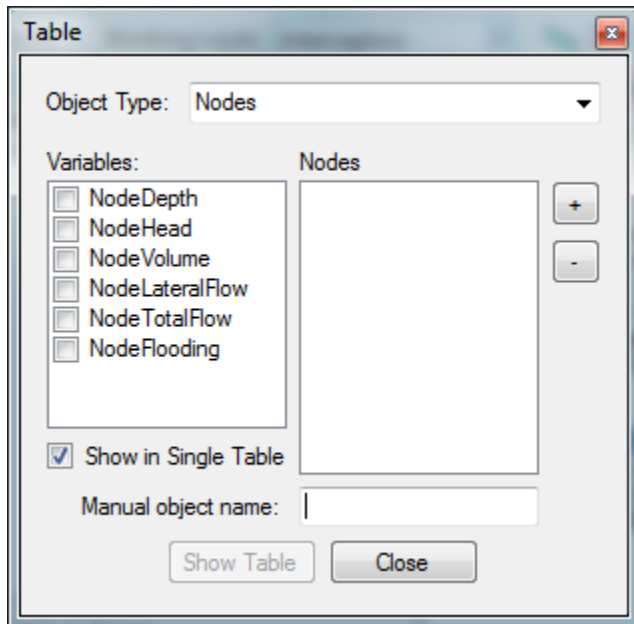 Table
Object Type: Nodes
Variables: Nodes
NodeDepth
NodeHead
NodeVolume
NodeLateralFlow
NodeTotalFlow
NodeFlooding
+
-
Show in Single Table
Manual object name:
Show Table Close